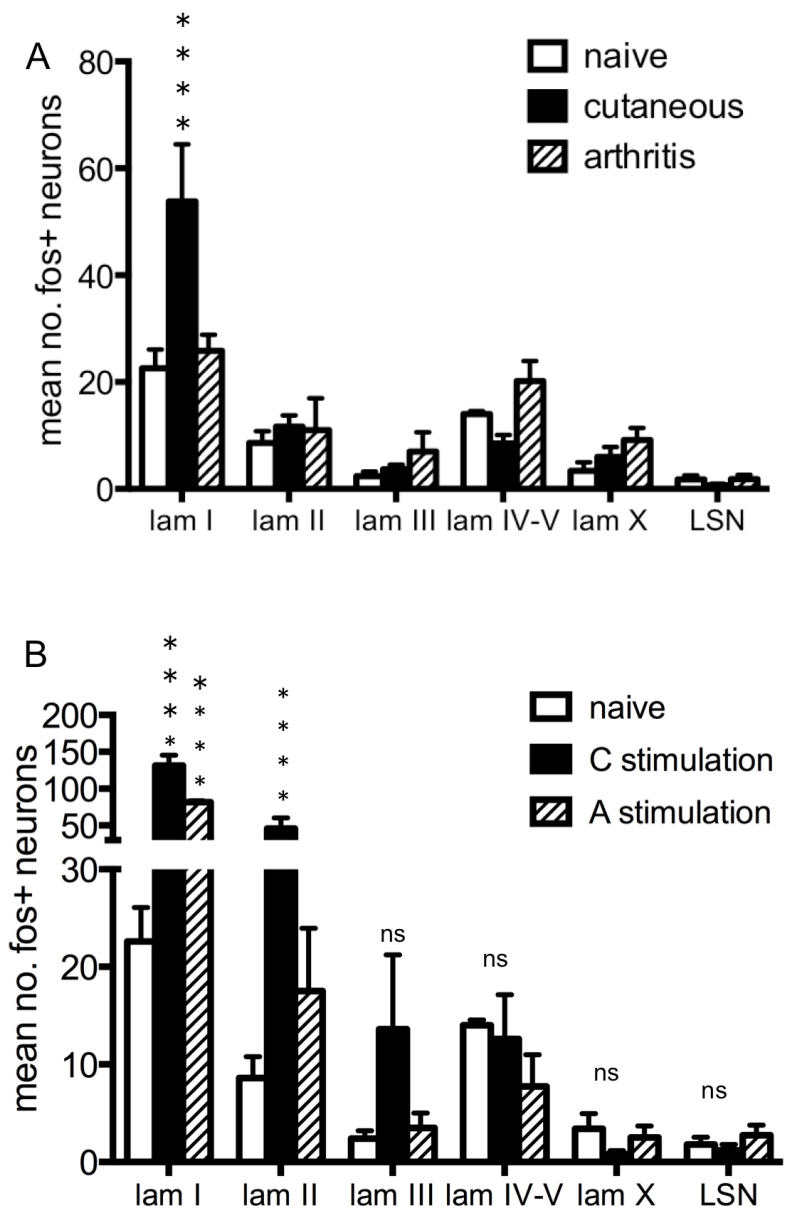 A
*
*
*
*
80
60
40
20
0
mean no. fos+ neurons
naive
cutaneous
arthritis
lam I
lam II
lam III
lam IV-V
lam X
LSN
B
*
*
*
*
*
*
*
*
*
*
*
*
200
150
100
50
30
20
10
0
mean no. fos+ neurons
naive
C stimulation
A stimulation
ns
ns
ns
ns
lam I
lam II
lam III
lam IV-V
lam X
LSN